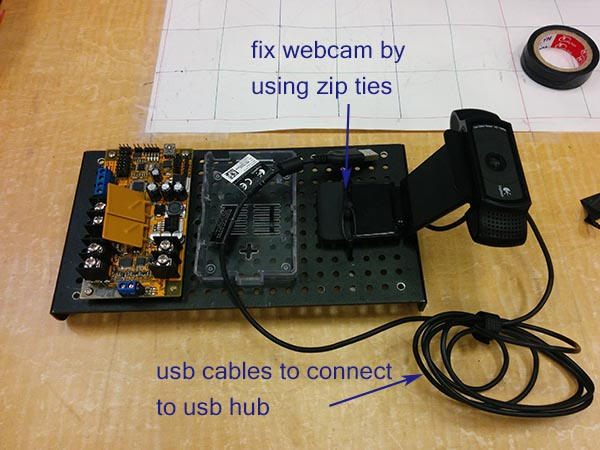 fix webcam by
using zip ties
usb cables to connect
to usb hub